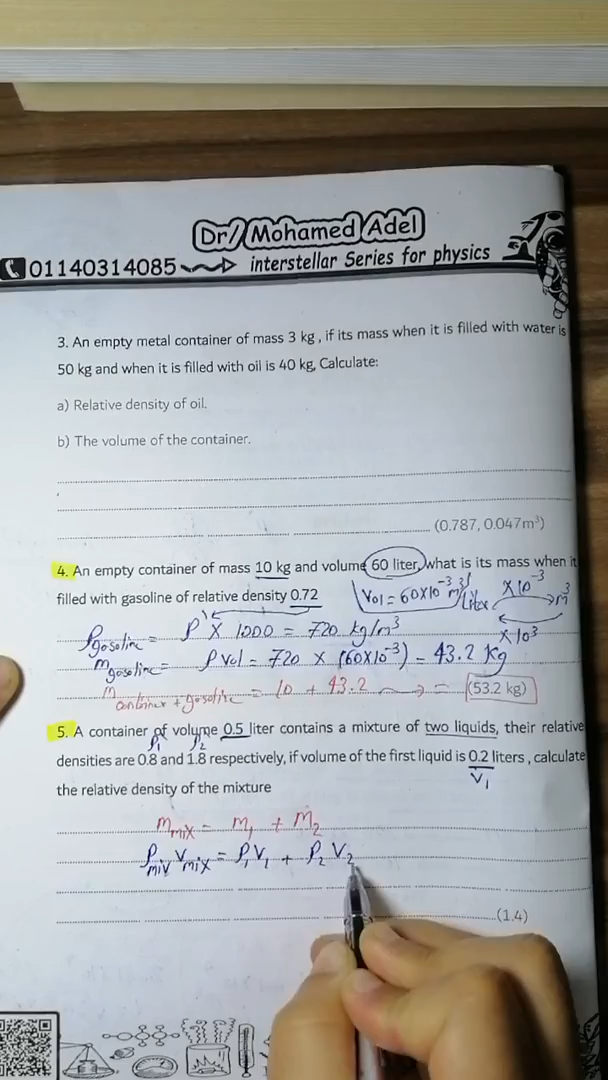 Dr/ Mohamed Adel
01140314085 interstellar Series for physics
3. An empty metal container of mass 3 kg , if its mass when it is filled with water is
50 kg and when it is filled with oil is 40 kg, Calculate:
a) Relative density of oil.
b) The volume of the container.
(0.787, 0.047m³)
4. An empty container of mass 10 kg and volume 60 liter, what is its mass when it
filled with gasoline of relative density 0.72
Vol = 60×10⁻³ m³
Liter ×10⁻³ m³
×10³
ρgasoline = ρ' × 1000 = 720 kg/m³
mgasoline = ρ Vol = 720 × (60×10⁻³) = 43.2 kg
m container + gasoline = 10 + 43.2 = (53.2 kg)
5. A container of volume 0.5 liter contains a mixture of two liquids, their relative
ρ₁ ρ₂
densities are 0.8 and 1.8 respectively, if volume of the first liquid is 0.2 liters , calculate
V₁
the relative density of the mixture
mmix = m₁ + m₂
ρmix Vmix = ρ₁V₁ + ρ₂V₂
(1.4)